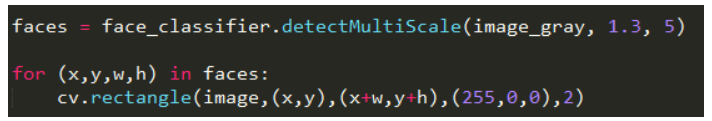 faces = face_classifier.detectMultiScale(image_gray, 1.3, 5)
for (x,y,w,h) in faces:
    cv.rectangle(image,(x,y),(x+w,y+h),(255,0,0),2)